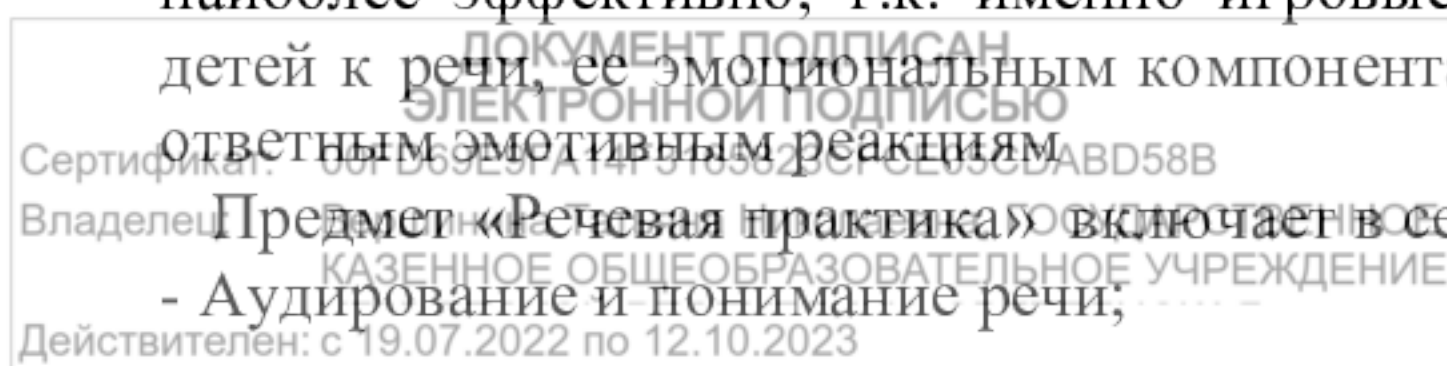 наиболее эффективно, т.к. именно игровые
ДОКУМЕНТ ПОДПИСАН
детей к речи, ее эмоциональным компонент
ЭЛЕКТРОННОЙ ПОДПИСЬЮ
ответным эмотивным реакциям
Сертификат:
Владелец:
Предмет «Речевая практика» включает в се
КАЗЕННОЕ ОБЩЕОБРАЗОВАТЕЛЬНОЕ УЧРЕЖДЕНИЕ
- Аудирование и понимание речи;
Действителен: с 19.07.2022 по 12.10.2023